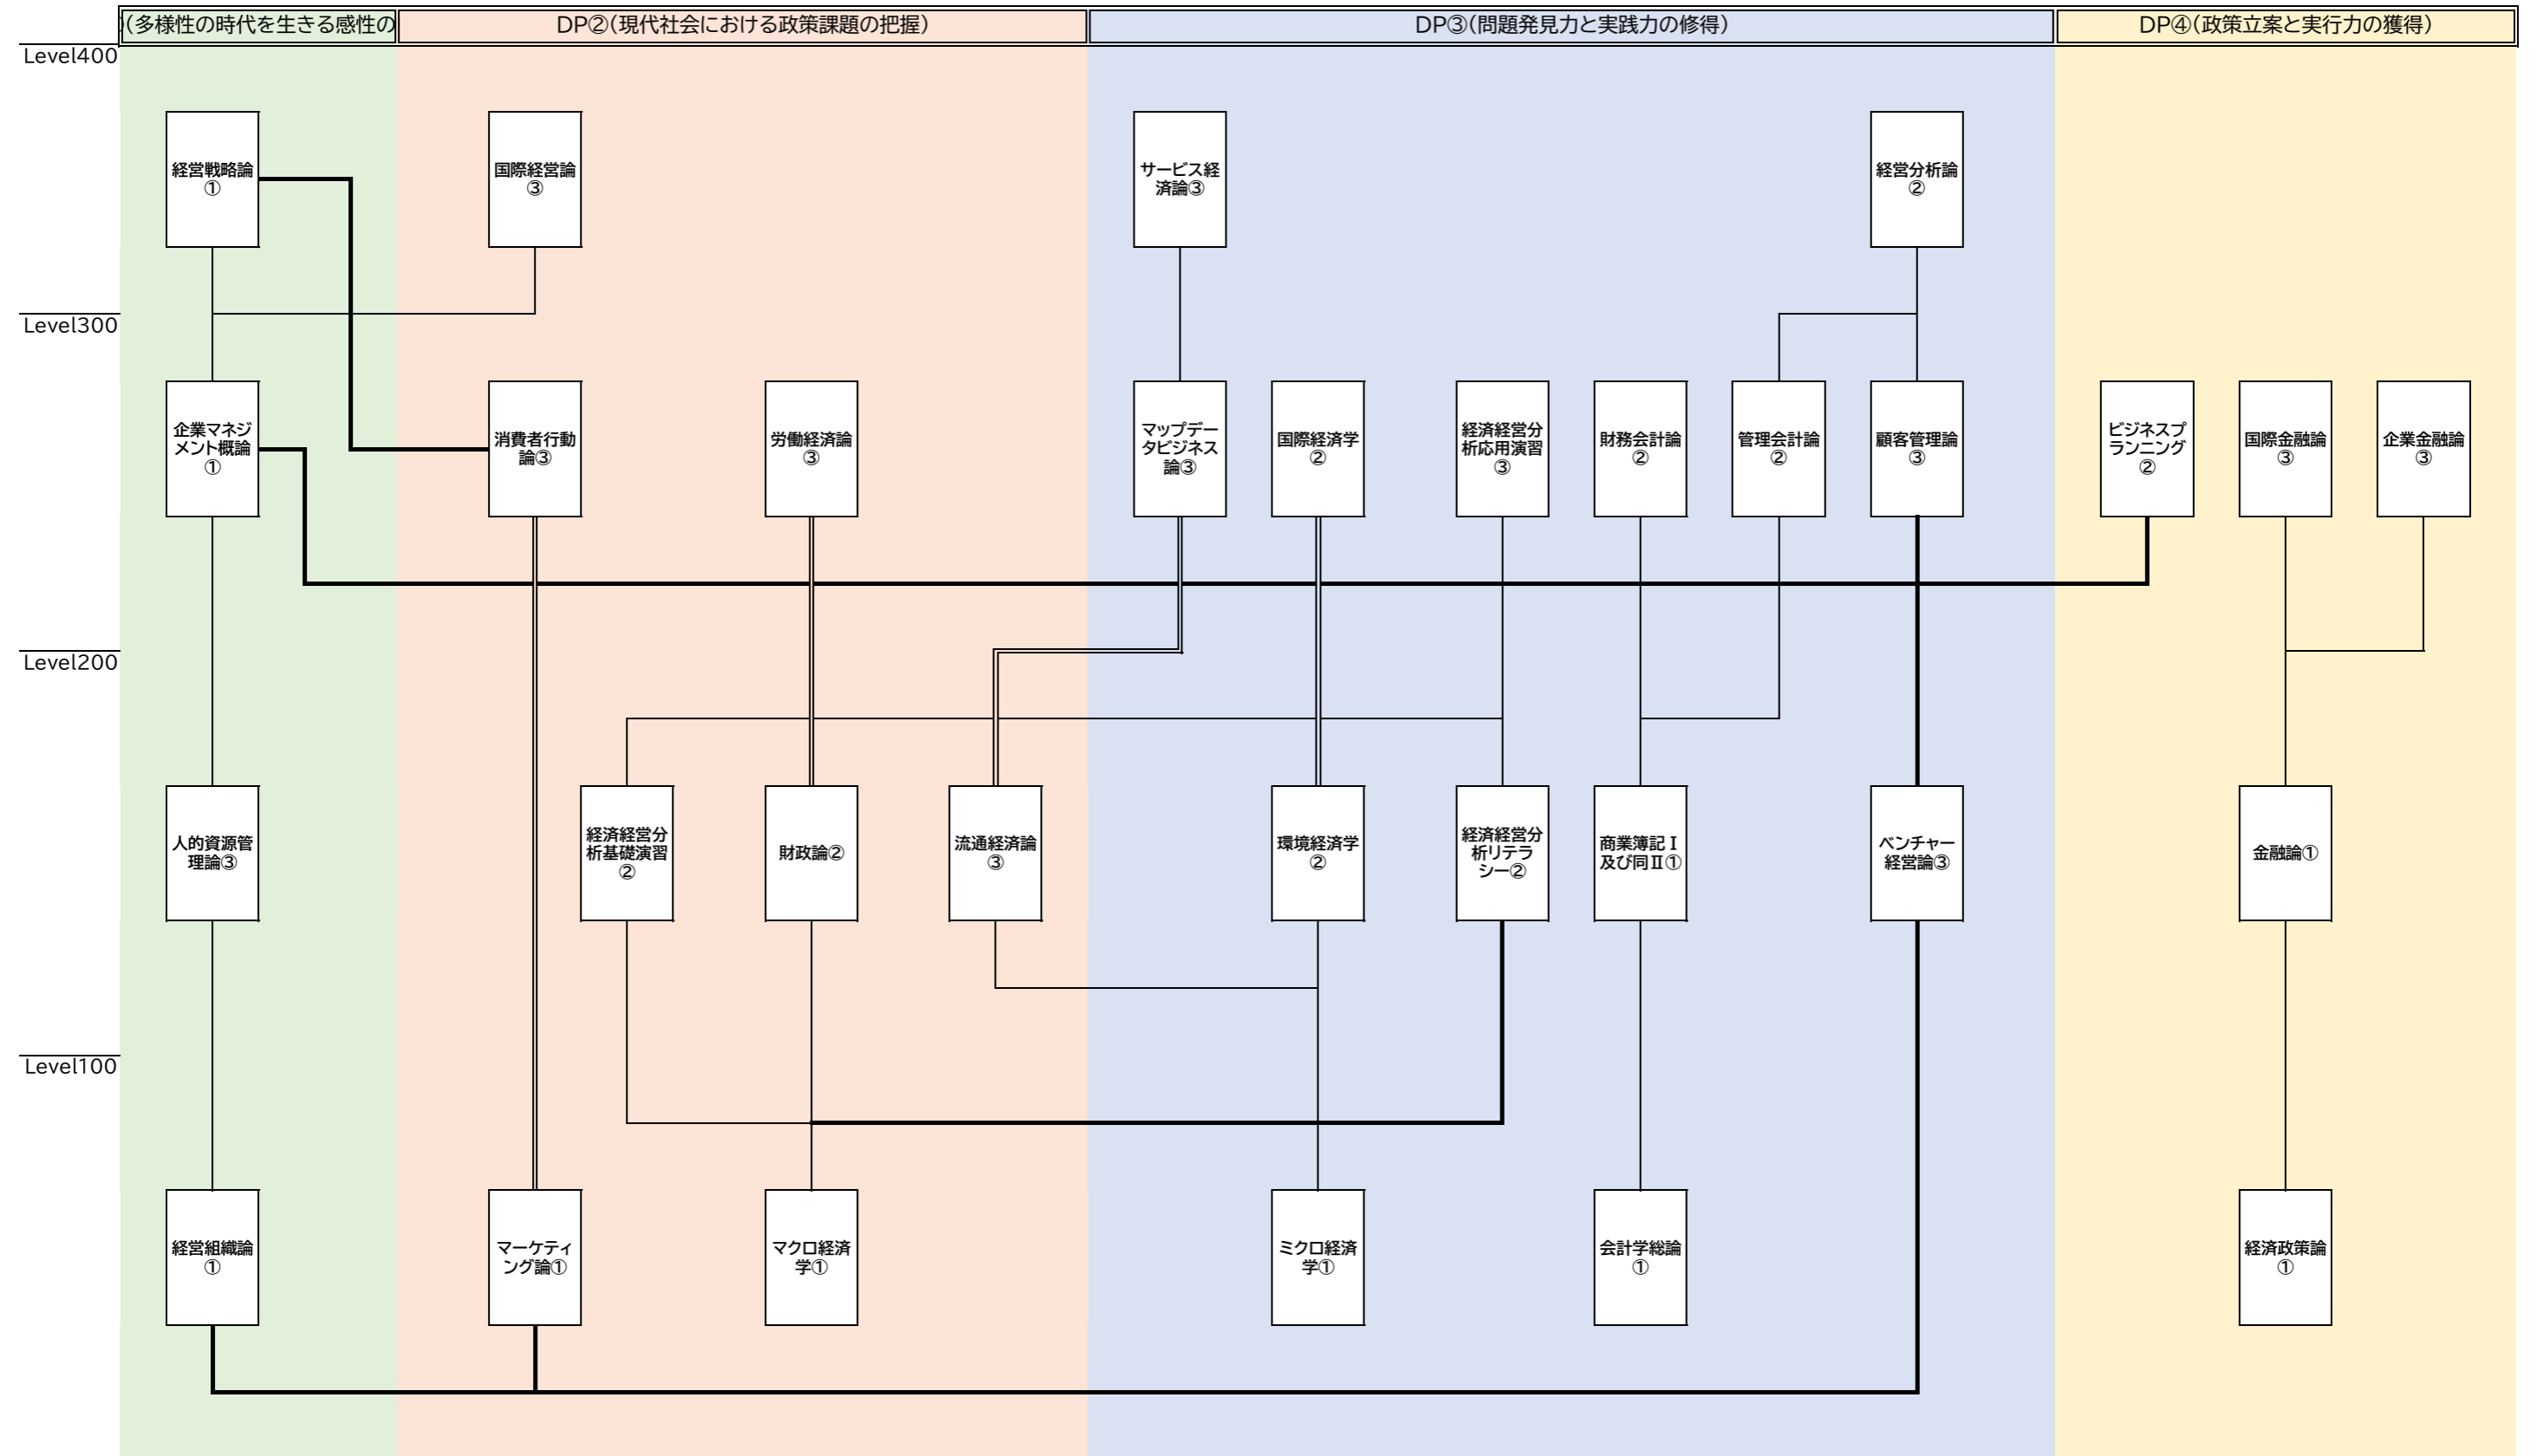 (多様性の時代を生きる感性の
DP②(現代社会における政策課題の把握)
DP③(問題発見力と実践力の修得)
DP④(政策立案と実行力の獲得)
Level400
経営戦略論
①
国際経営論
③
サービス経
済論③
経営分析論
②
Level300
企業マネジ
メント概論
①
消費者行動
論③
労働経済論
③
マップデー
タビジネス
論③
国際経済学
②
経済経営分
析応用演習
③
財務会計論
②
管理会計論
②
顧客管理論
③
ビジネスプ
ランニング
②
国際金融論
③
企業金融論
③
Level200
人的資源管
理論③
経済経営分
析基礎演習
②
財政論②
流通経済論
③
環境経済学
②
経済経営分
析リテラ
シー②
商業簿記Ⅰ
及び同Ⅱ①
ベンチャー
経営論③
金融論①
Level100
経営組織論
①
マーケティ
ング論①
マクロ経済
学①
ミクロ経済
学①
会計学総論
①
経済政策論
①